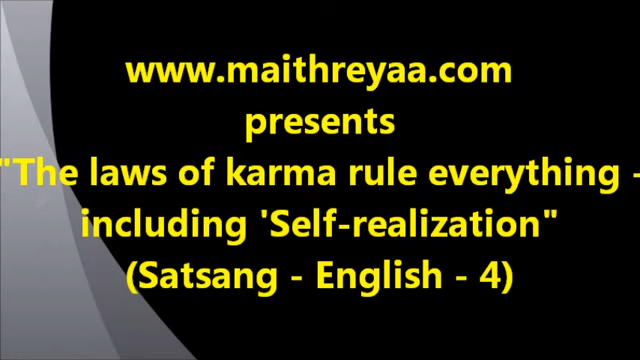 www.maithreyaa.com
presents
"The laws of karma rule everything -
including 'Self-realization"
(Satsang - English - 4)